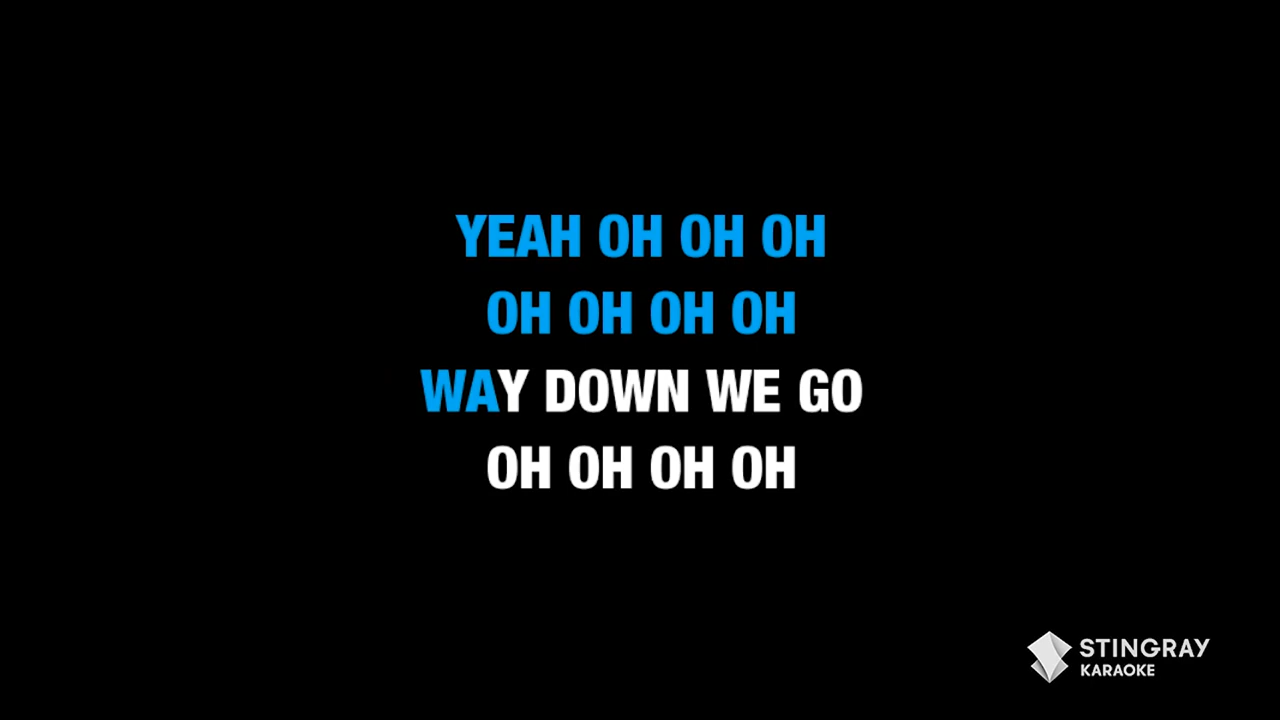 YEAH OH OH OH
OH OH OH OH
WAY DOWN WE GO
OH OH OH OH
STINGRAY
KARAOKE